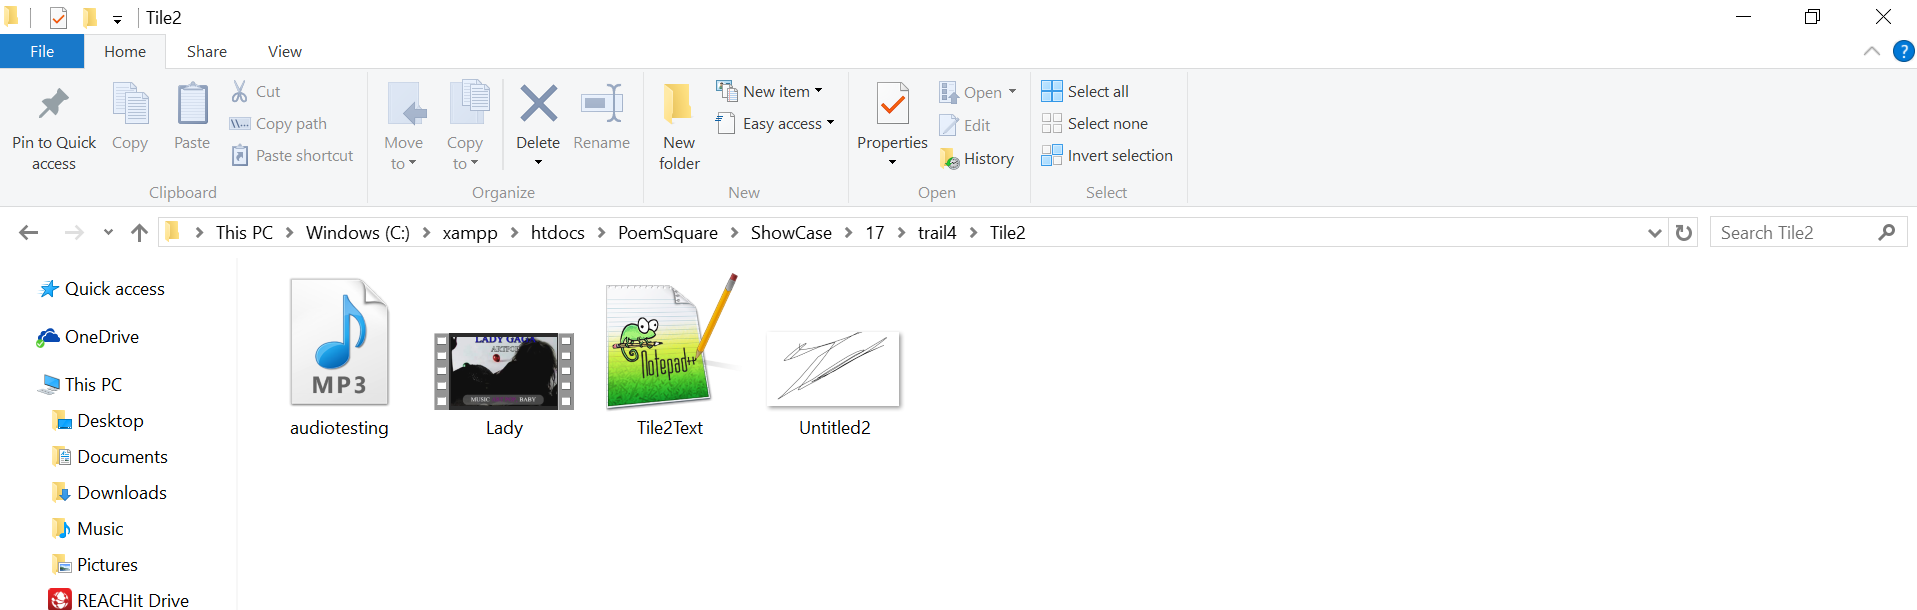 Tile2
File Home Share View
Pin to Quick access
Copy
Paste
Cut
Copy path
Paste shortcut
Clipboard
Move to
Copy to
Delete
Rename
Organize
New folder
New item
Easy access
New
Properties
Open
Edit
History
Open
Select all
Select none
Invert selection
Select
This PC > Windows (C:) > xampp > htdocs > PoemSquare > ShowCase > 17 > trail4 > Tile2
Search Tile2
Quick access
OneDrive
This PC
Desktop
Documents
Downloads
Music
Pictures
REACHit Drive
MP3
audiotesting
LADY GAGA
MUSIC BABY
Lady
Notepad++
Tile2Text
Untitled2